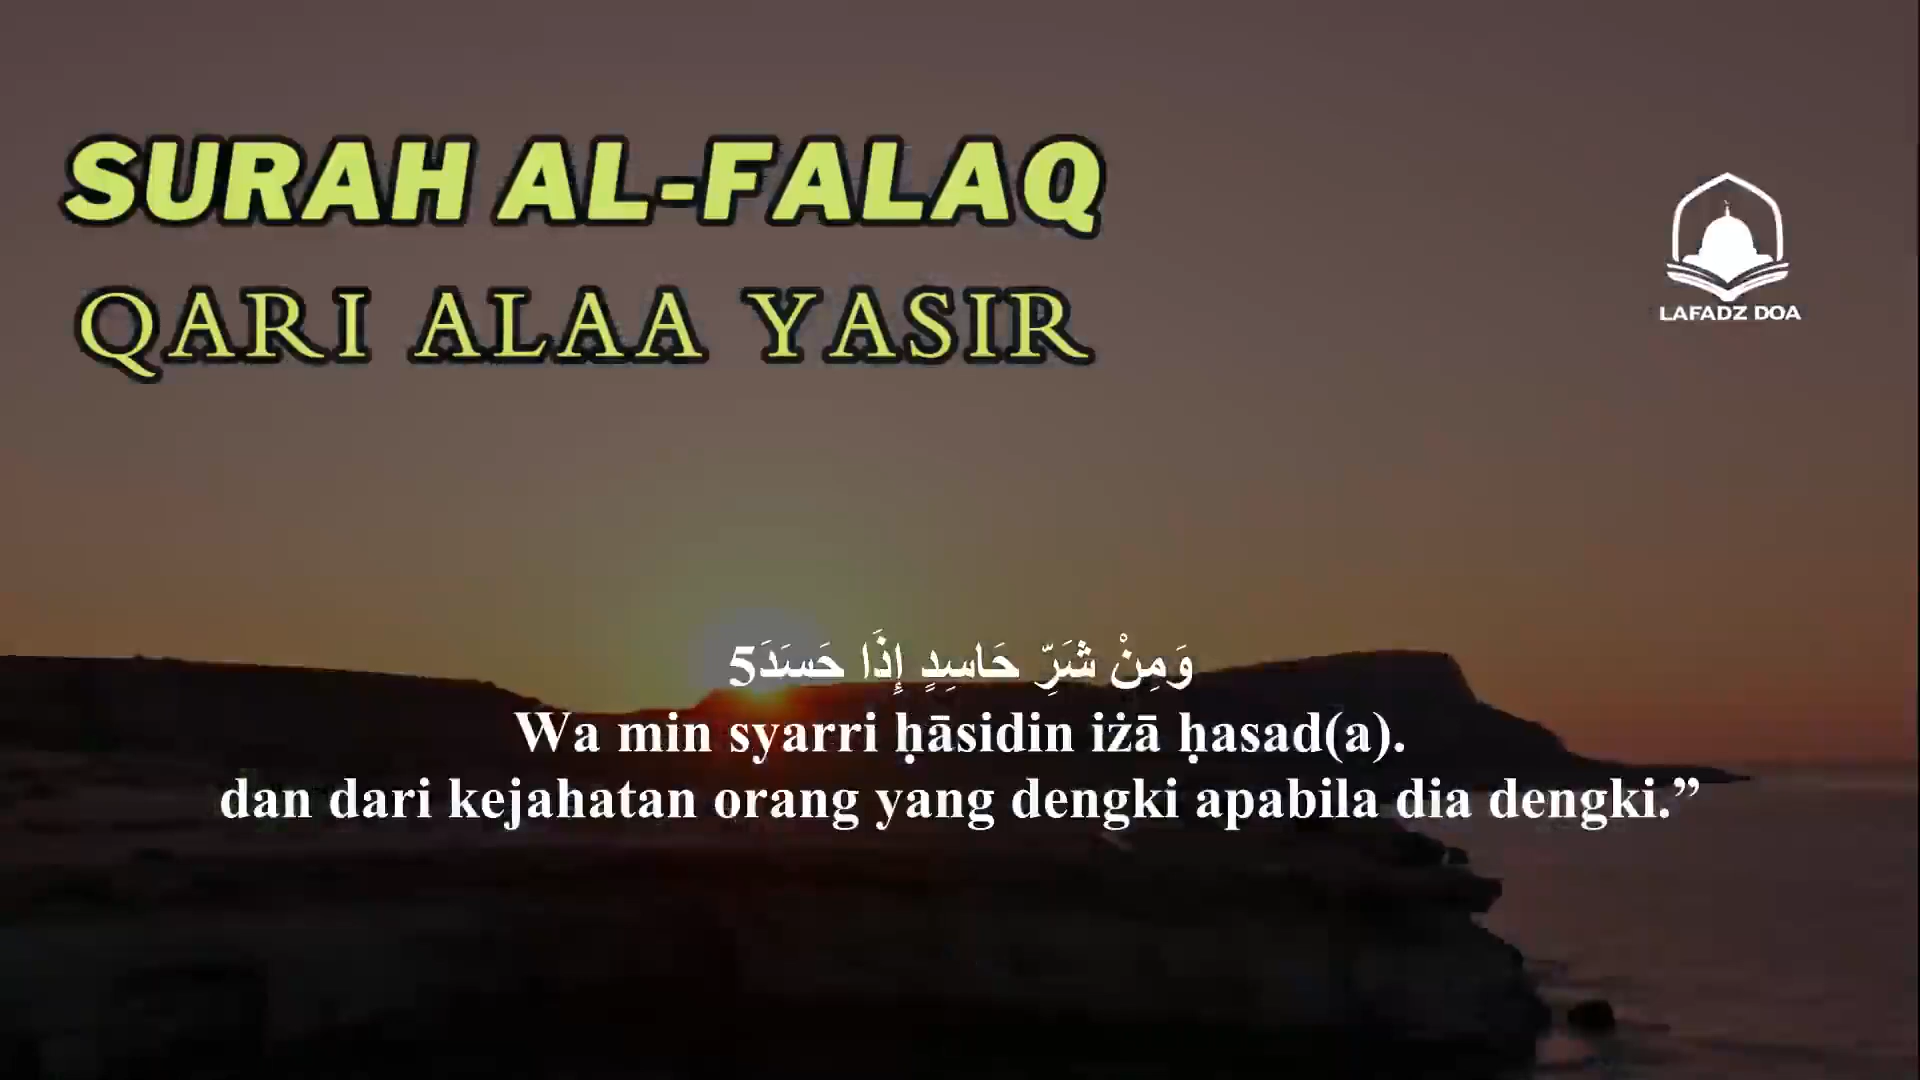 SURAH AL-FALAQ
QARI ALAA YASIR
LAFADZ DOA
وَمِنْ شَرِّ حَاسِدٍ إِذَا حَسَدَ5
Wa min syarri ḥāsidin iżā ḥasad(a).
dan dari kejahatan orang yang dengki apabila dia dengki.”